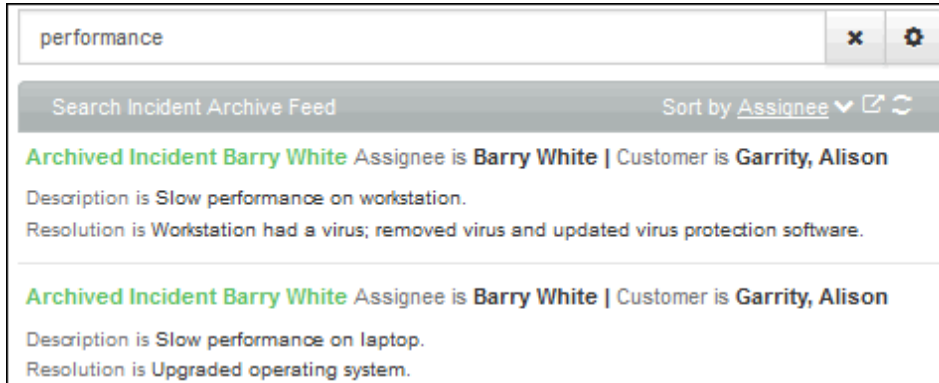 performance
Search Incident Archive Feed Sort by Assignee
Archived Incident Barry White Assignee is Barry White | Customer is Garrity, Alison
Description is Slow performance on workstation.
Resolution is Workstation had a virus; removed virus and updated virus protection software.
Archived Incident Barry White Assignee is Barry White | Customer is Garrity, Alison
Description is Slow performance on laptop.
Resolution is Upgraded operating system.